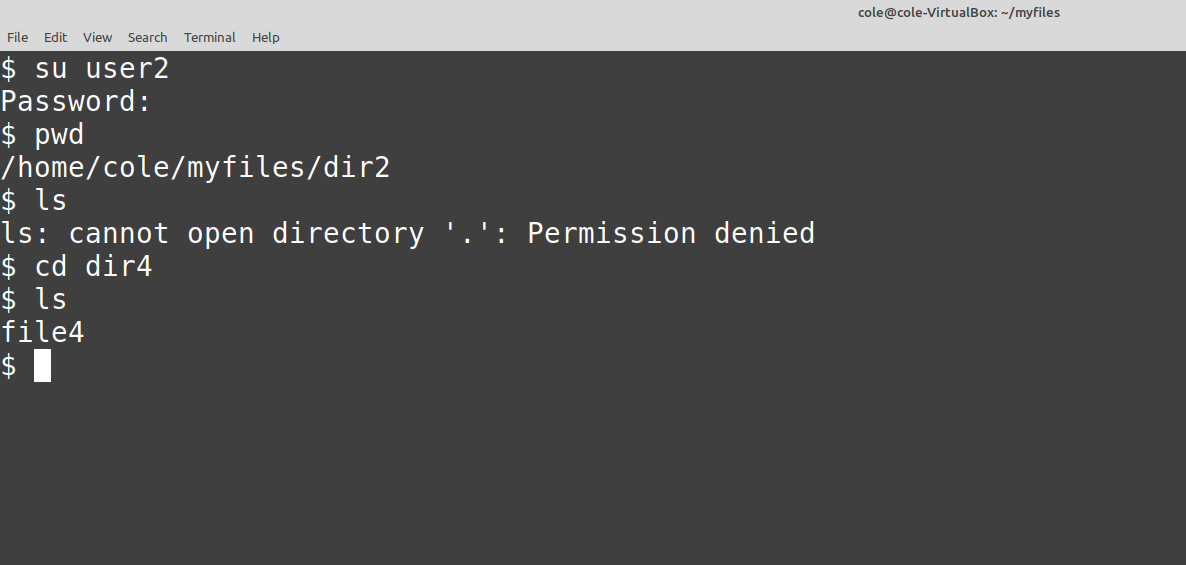 cole@cole-VirtualBox: ~/myfiles
File Edit View Search Terminal Help
$ su user2
Password:
$ pwd
/home/cole/myfiles/dir2
$ ls
ls: cannot open directory '.': Permission denied
$ cd dir4
$ ls
file4
$